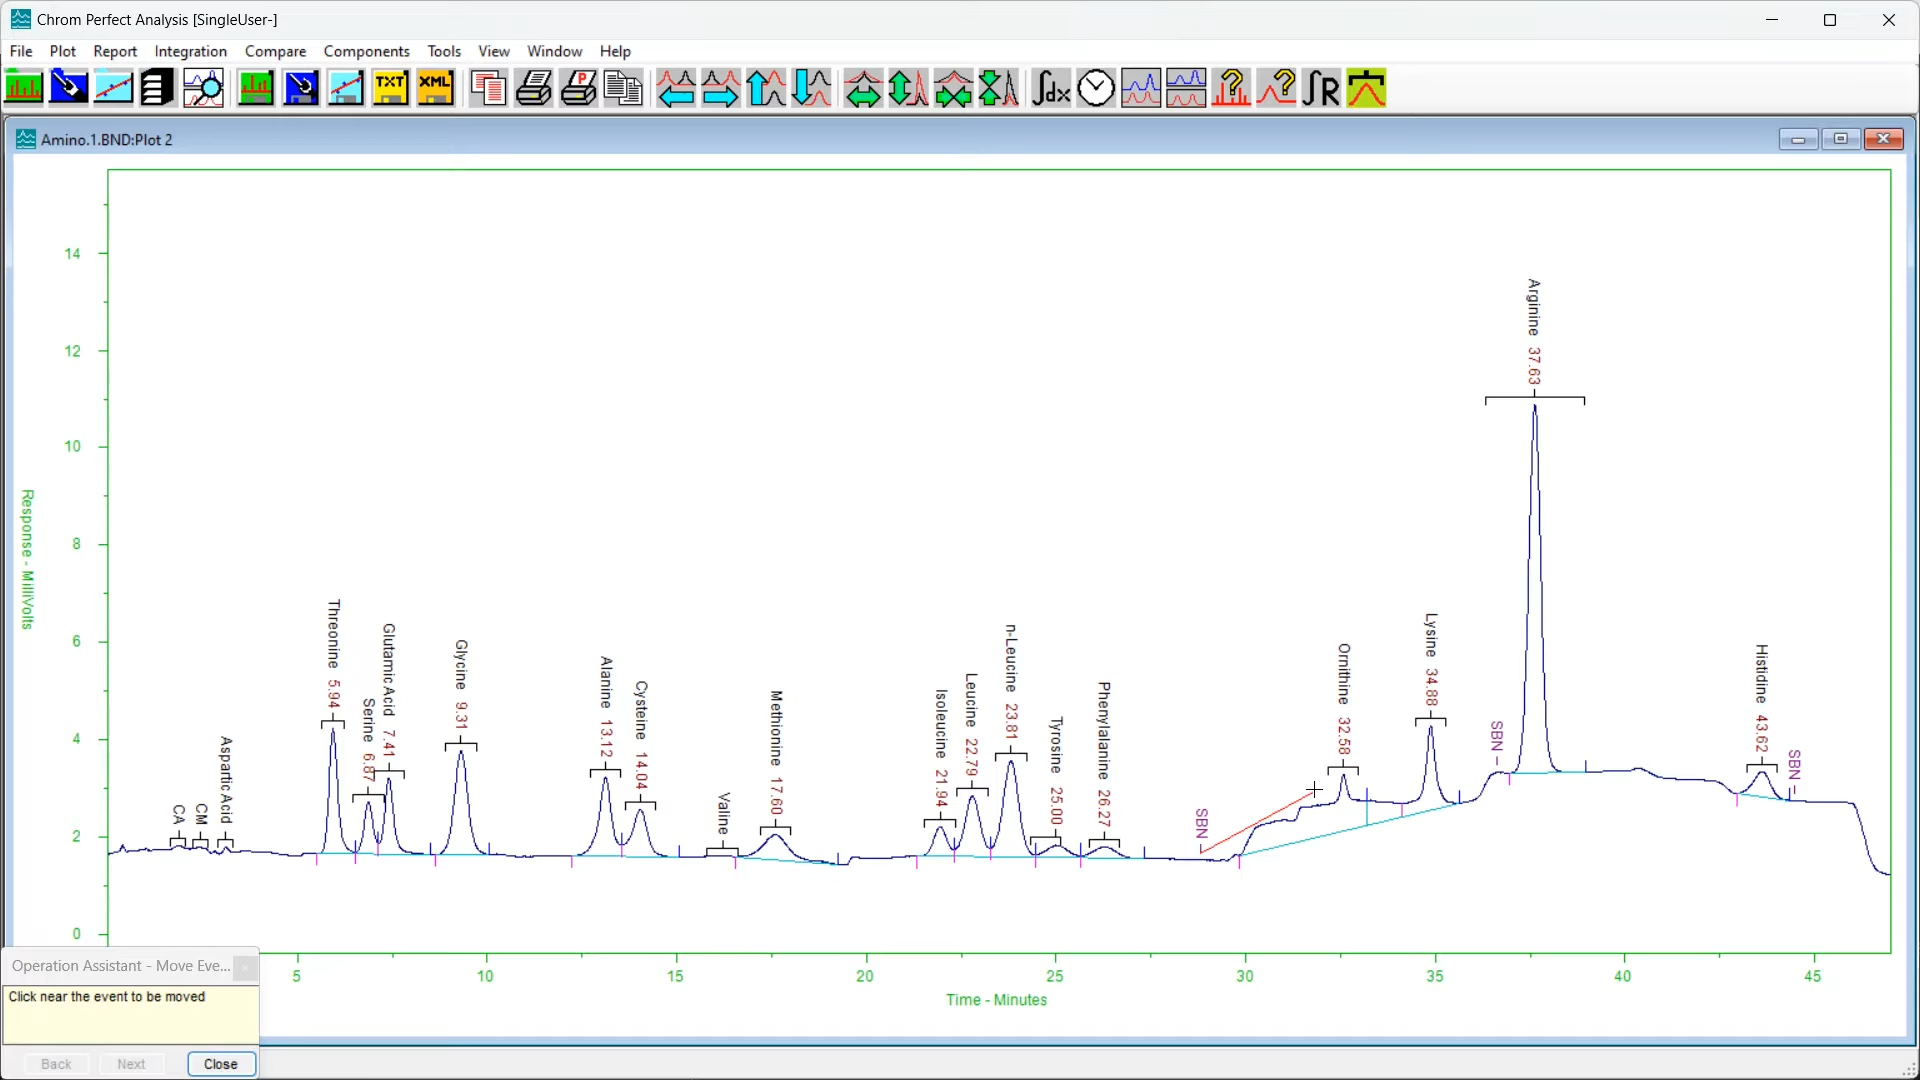 Chrom Perfect Analysis [SingleUser-]
File Plot Report Integration Compare Components Tools View Window Help
TXT XML P ∫dx ? ? ∫R
Amino.1.BND:Plot 2
14
12
10
8
6
4
2
0
Response - MilliVolts
CA
CM
Aspartic Acid
Threonine 5.94
Serine 6.87
Glutamic Acid 7.41
Glycine 9.31
Alanine 13.12
Cysteine 14.04
Valine
Methionine 17.60
Isoleucine 21.94
Leucine 22.79
n-Leucine 23.81
Tyrosine 25.00
Phenylalanine 26.27
SBN
Ornithine 32.58
Lysine 34.88
SBN
Arginine 37.63
Histidine 43.62
SBN
5 10 15 20 25 30 35 40 45
Time - Minutes
Operation Assistant - Move Eve...
Click near the event to be moved
Back Next Close